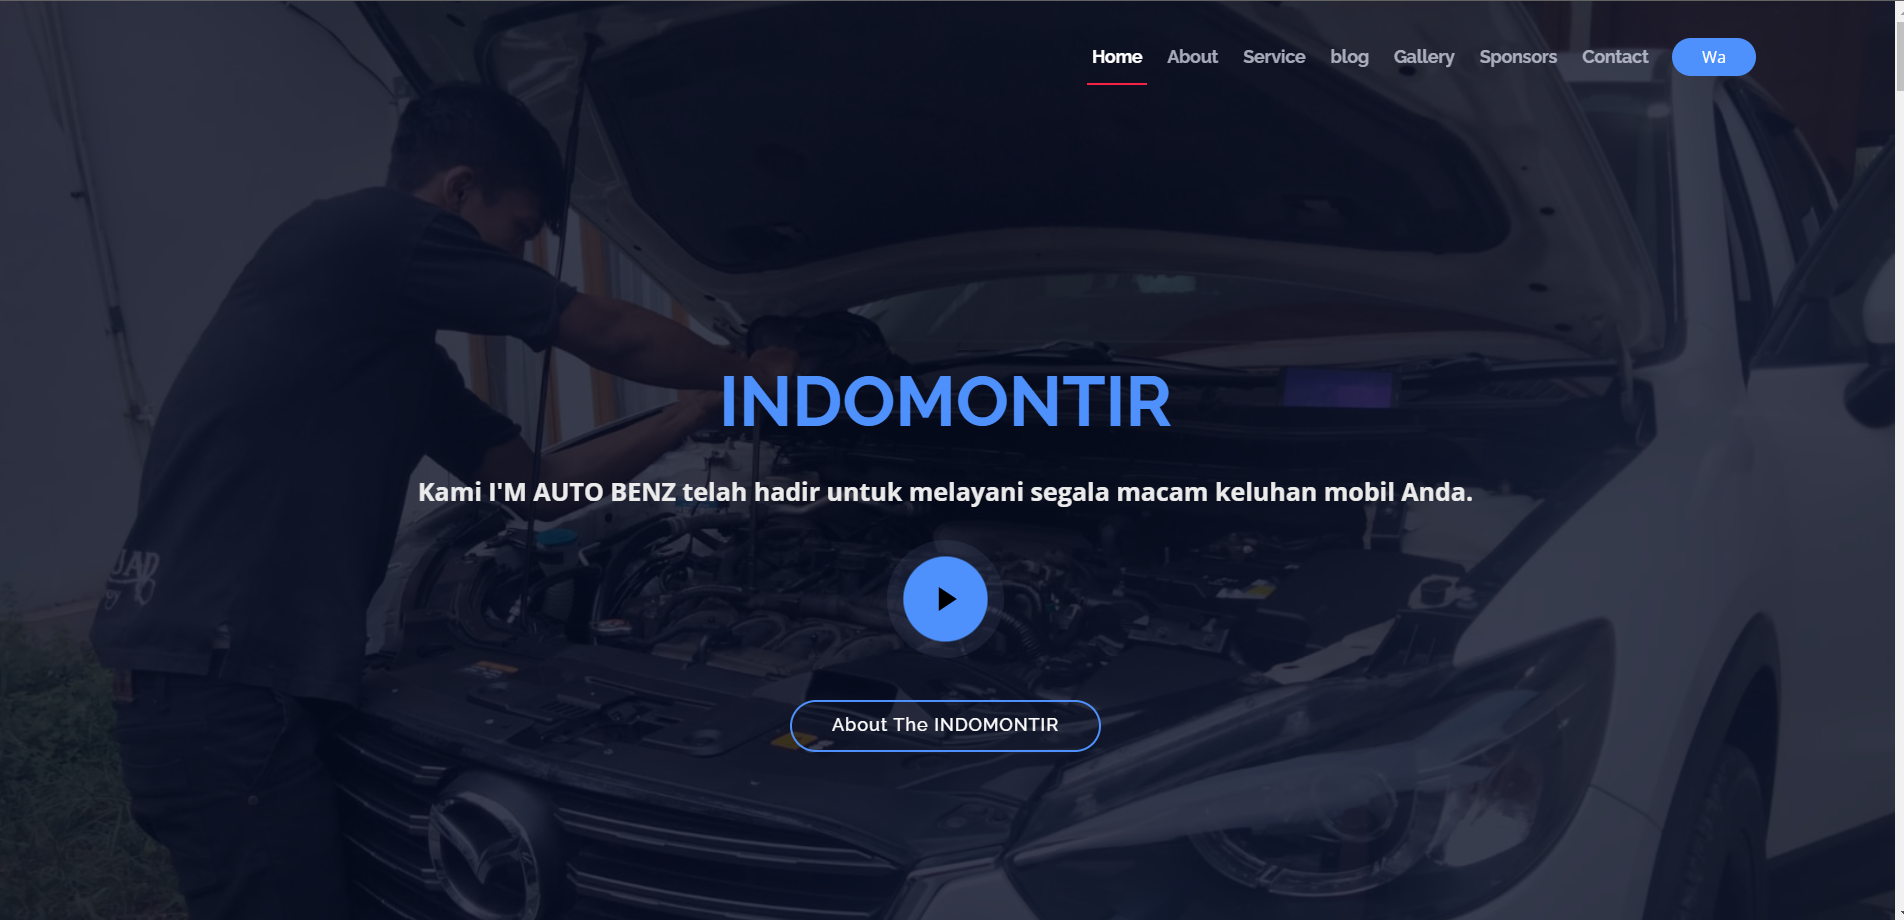 Home About Service blog Gallery Sponsors Contact Wa
INDOMONTIR
Kami I'M AUTO BENZ telah hadir untuk melayani segala macam keluhan mobil Anda.
About The INDOMONTIR